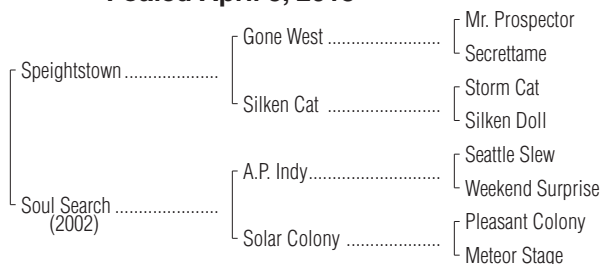 Foaled April
Mr. Prospector
Gone West ........................
Secrettame
Speightstown ....................
Storm Cat
Silken Cat ........................
Silken Doll
Seattle Slew
A.P. Indy............................
Weekend Surprise
Soul Search ......................
(2002)
Pleasant Colony
Solar Colony ....................
Meteor Stage